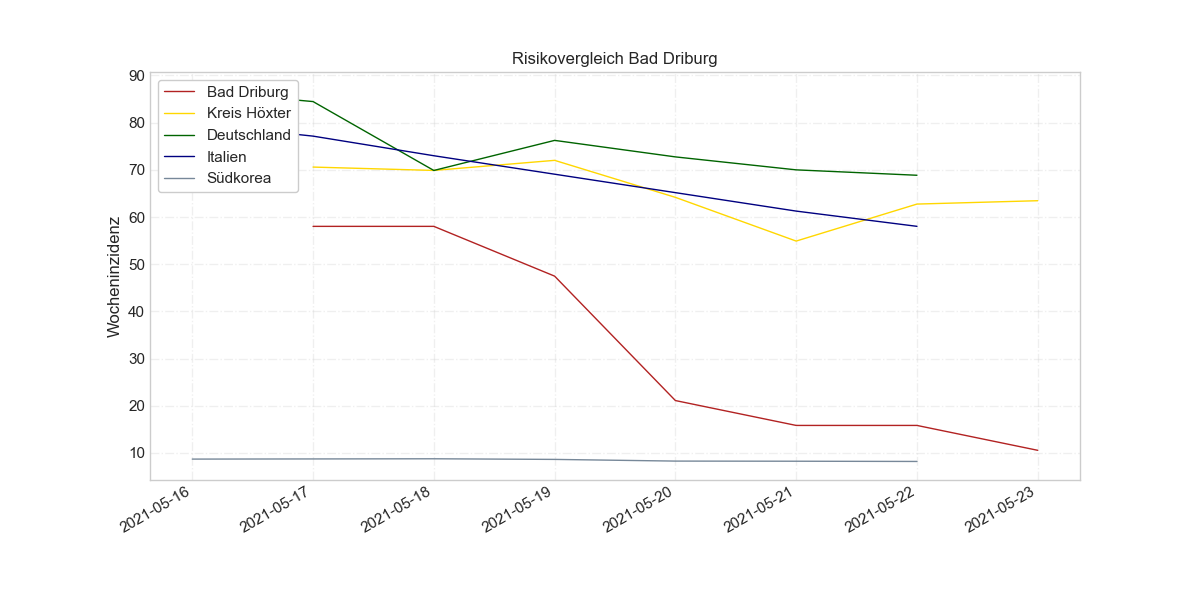 Risikovergleich Bad Driburg
Wocheninzidenz
90
80
70
60
50
40
30
20
10
Bad Driburg
Kreis Höxter
Deutschland
Italien
Südkorea
2021-05-16
2021-05-17
2021-05-18
2021-05-19
2021-05-20
2021-05-21
2021-05-22
2021-05-23